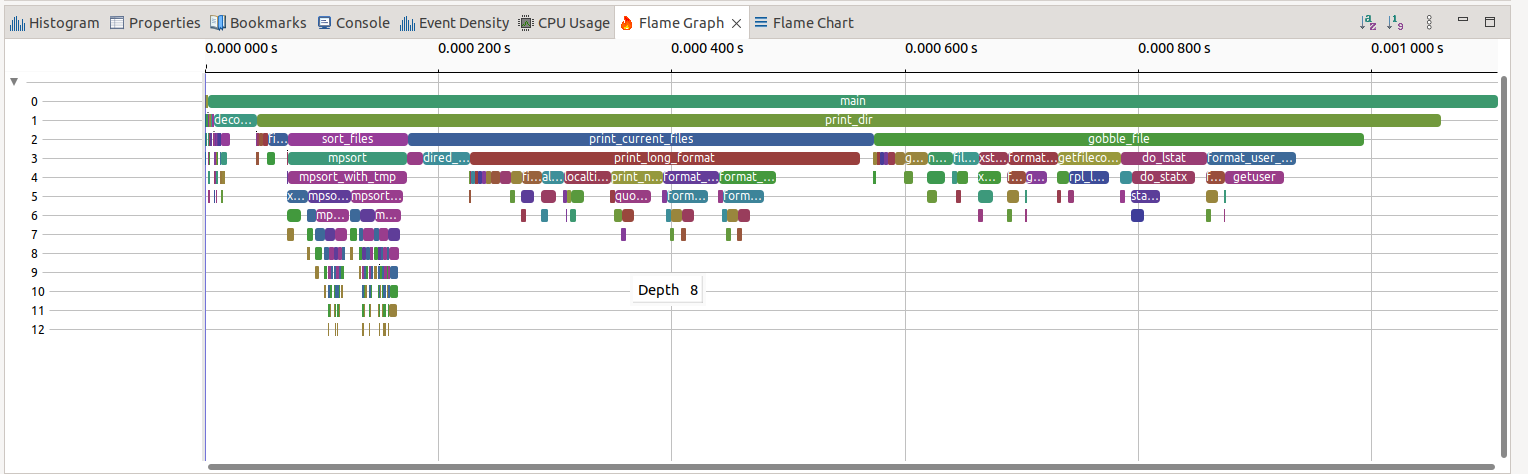 Histogram Properties Bookmarks Console Event Density CPU Usage Flame Graph Flame Chart
0.000 000 s 0.000 200 s 0.000 400 s 0.000 600 s 0.000 800 s 0.001 000 s
0 main
1 deco... print_dir
2 fi... sort_files print_current_files gobble_file
3 mpsort dired_... print_long_format g... n... fil... xst... format... getfileco... do_lstat format_user_...
4 mpsort_with_tmp fi... al... localti... print_n... format_... format_... x... r... g... rpl_l... do_statx r... getuser
5 x... mpso... mpsort... quo... form... form... sta...
6 mp... m...
7
8
9
10 Depth 8
11
12